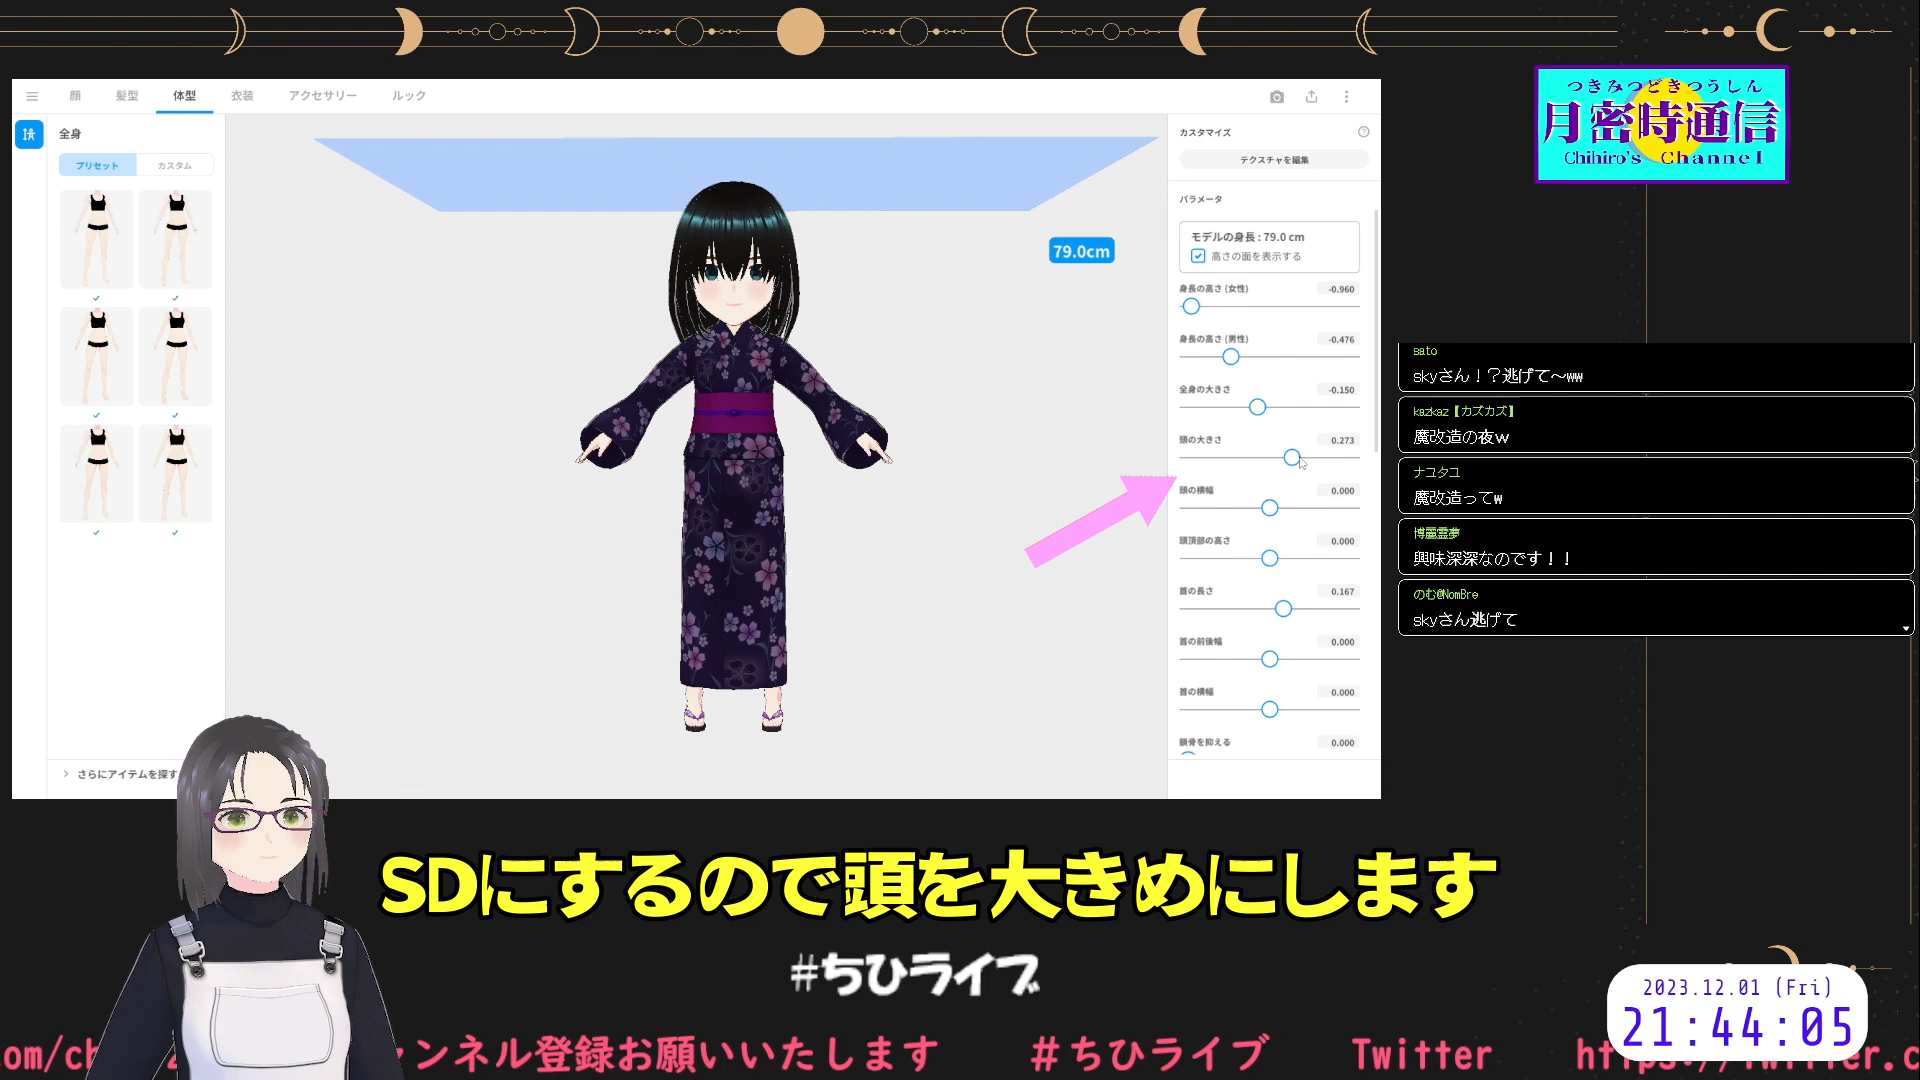 つきみつどきつうしん
月密時通信
Chihiro's Channel
顔 髪型 体型 衣装 アクセサリー ルック
全身
プリセット カスタム
さらにアイテムを探す
79.0cm
カスタマイズ
テクスチャを編集
パラメータ
モデルの身長 : 79.0 cm
高さの面を表示する
身長の高さ (女性) -0.960
身長の高さ (男性) -0.476
全身の大きさ -0.150
頭の大きさ 0.273
頭の横幅 0.000
頭頂部の高さ 0.000
首の長さ 0.167
首の前後幅 0.000
首の横幅 0.000
鎖骨を抑える 0.000
sato
skyさん！？逃げて～ww
kazkaz【カズカズ】
魔改造の夜ｗ
ナユタユ
魔改造ってw
博麗霊夢
興味深深なのです！！
のむ@NomBre
skyさん逃げて
SDにするので頭を大きめにします
#ちひライブ
2023.12.01 (Fri)
21:44:05
om/ch ンネル登録お願いいたします #ちひライブ Twitter